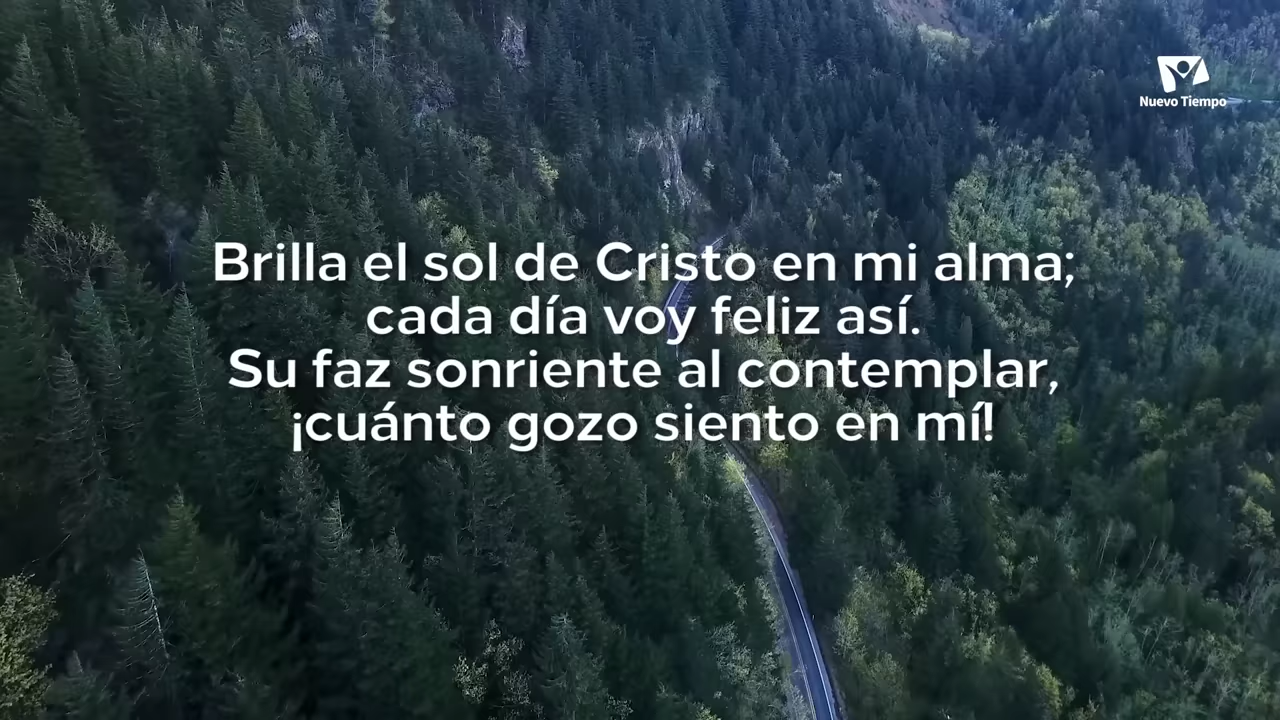 Nuevo Tiempo
Brilla el sol de Cristo en mi alma;
cada día voy feliz así.
Su faz sonriente al contemplar,
¡cuánto gozo siento en mí!